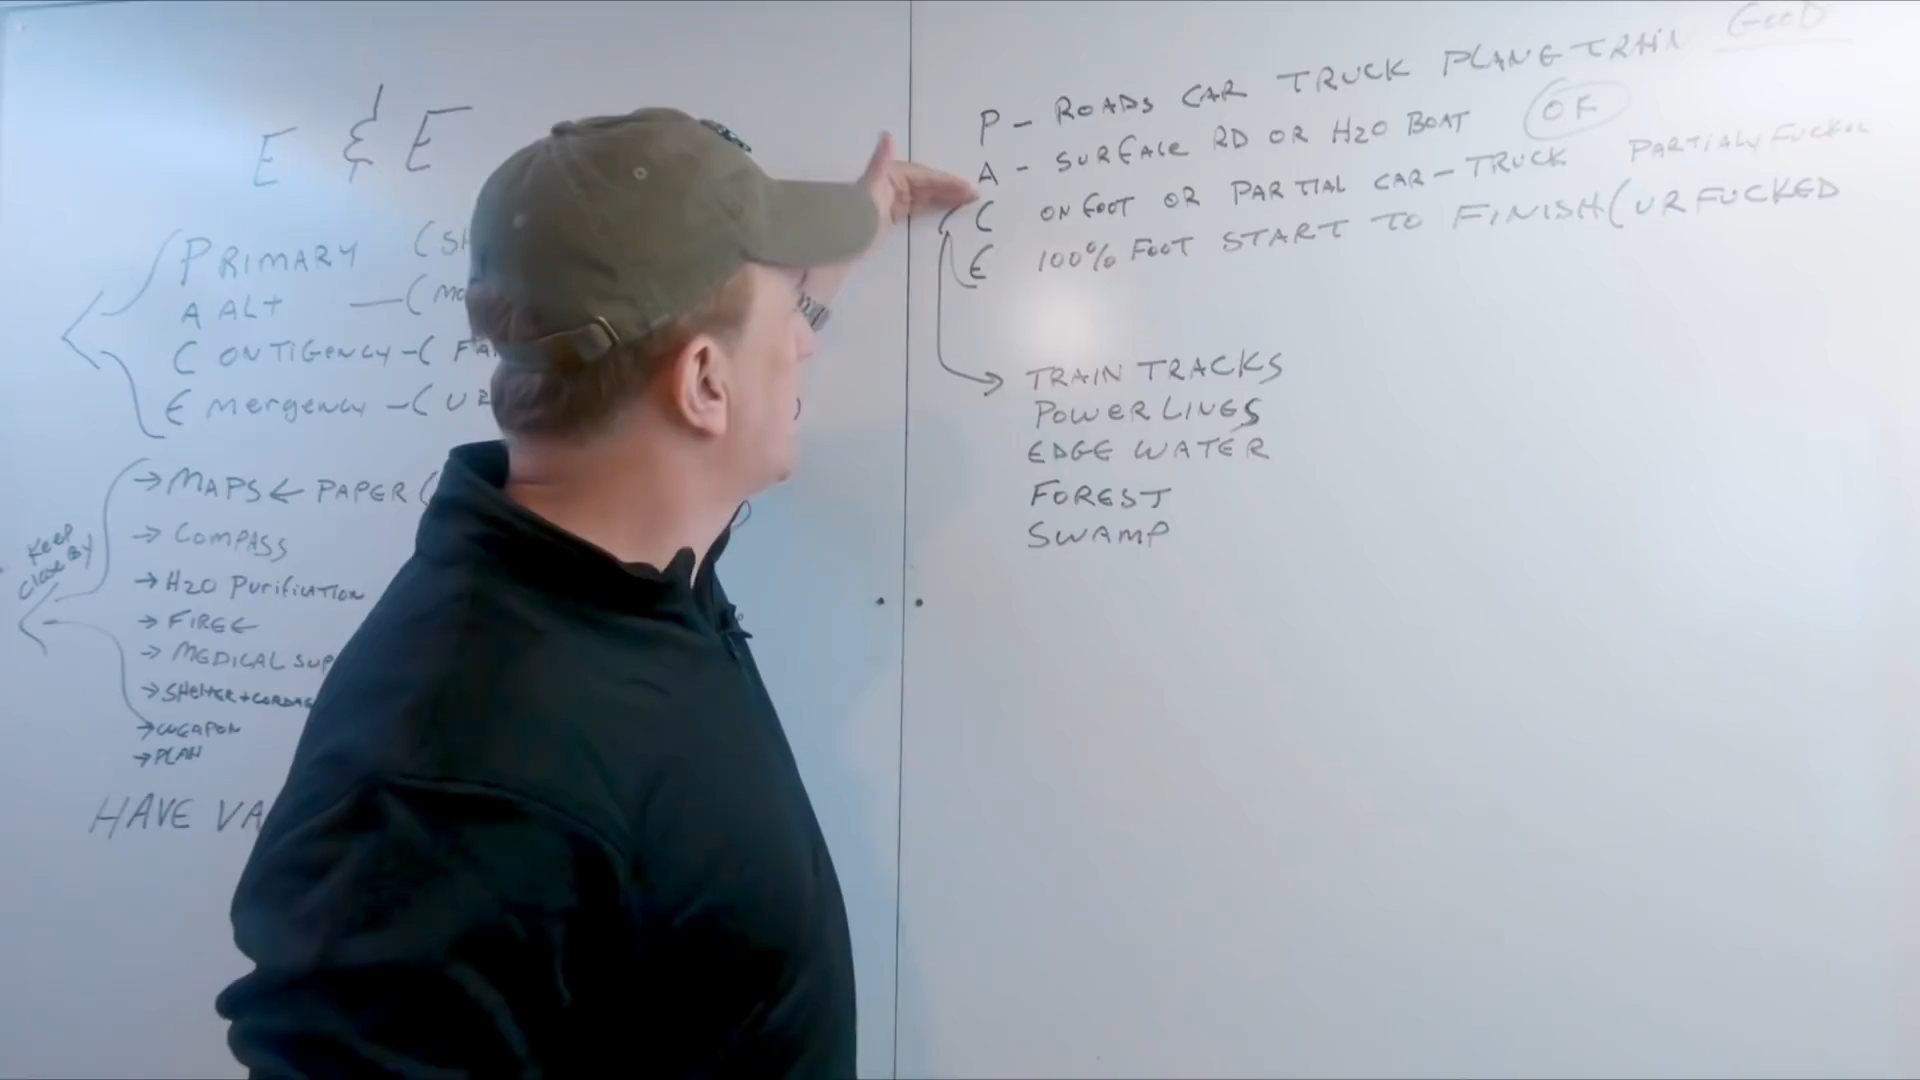 E & E
PRIMARY (SH
A ALT — (MO
CONTIGENCY - ( FAI
EMERGENCY - ( UR
→ MAPS ← PAPER (
→ COMPASS
→ H2O PURIFICATION
→ FIRE ←
→ MEDICAL SUP
→ SHELTER + CORDAG
→ WEAPON
→ PLAN
KEEP
CLOSE BY
HAVE VA
P - ROADS CAR TRUCK PLANE TRAIN GOOD
A - SURFACE RD OR H2O BOAT OK
C ON FOOT OR PARTIAL CAR - TRUCK PARTIALY FUCKED
E 100% FOOT START TO FINISH (UR FUCKED
TRAIN TRACKS
POWER LINES
EDGE WATER
FOREST
SWAMP